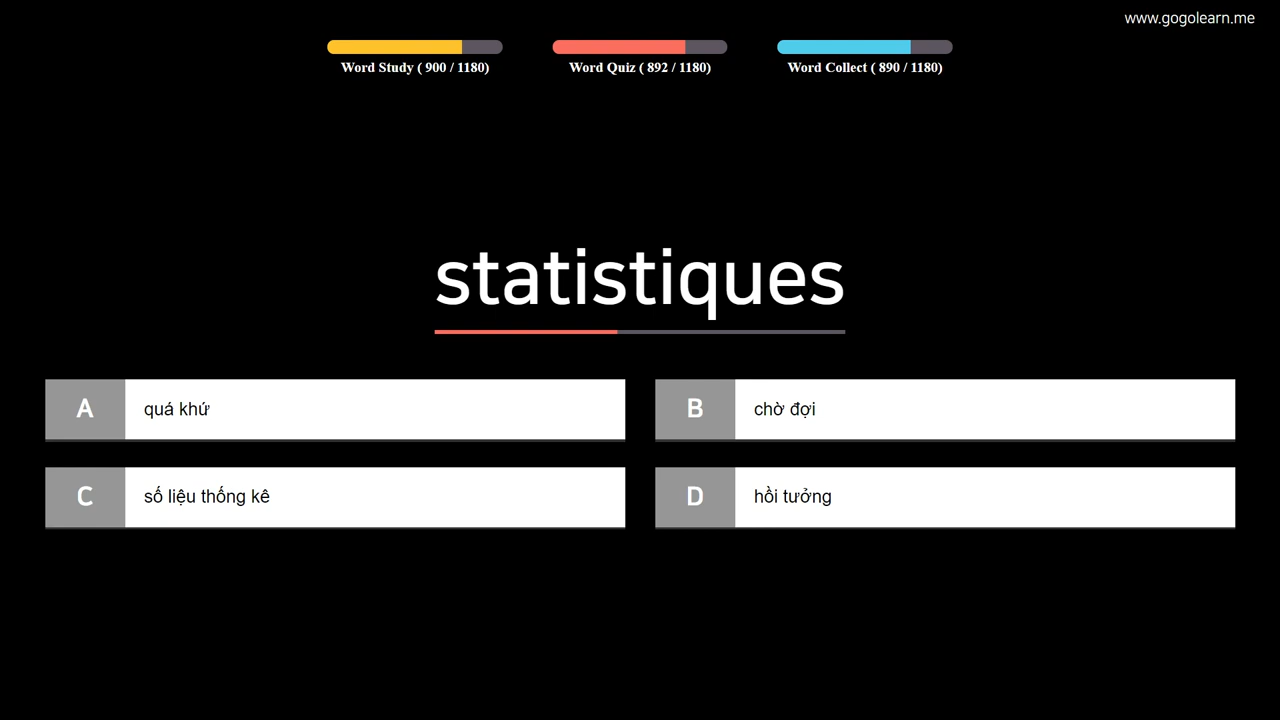 www.gogolearn.me
Word Study ( 900 / 1180)
Word Quiz ( 892 / 1180)
Word Collect ( 890 / 1180)
statistiques
A quá khứ
B chờ đợi
C số liệu thống kê
D hồi tưởng